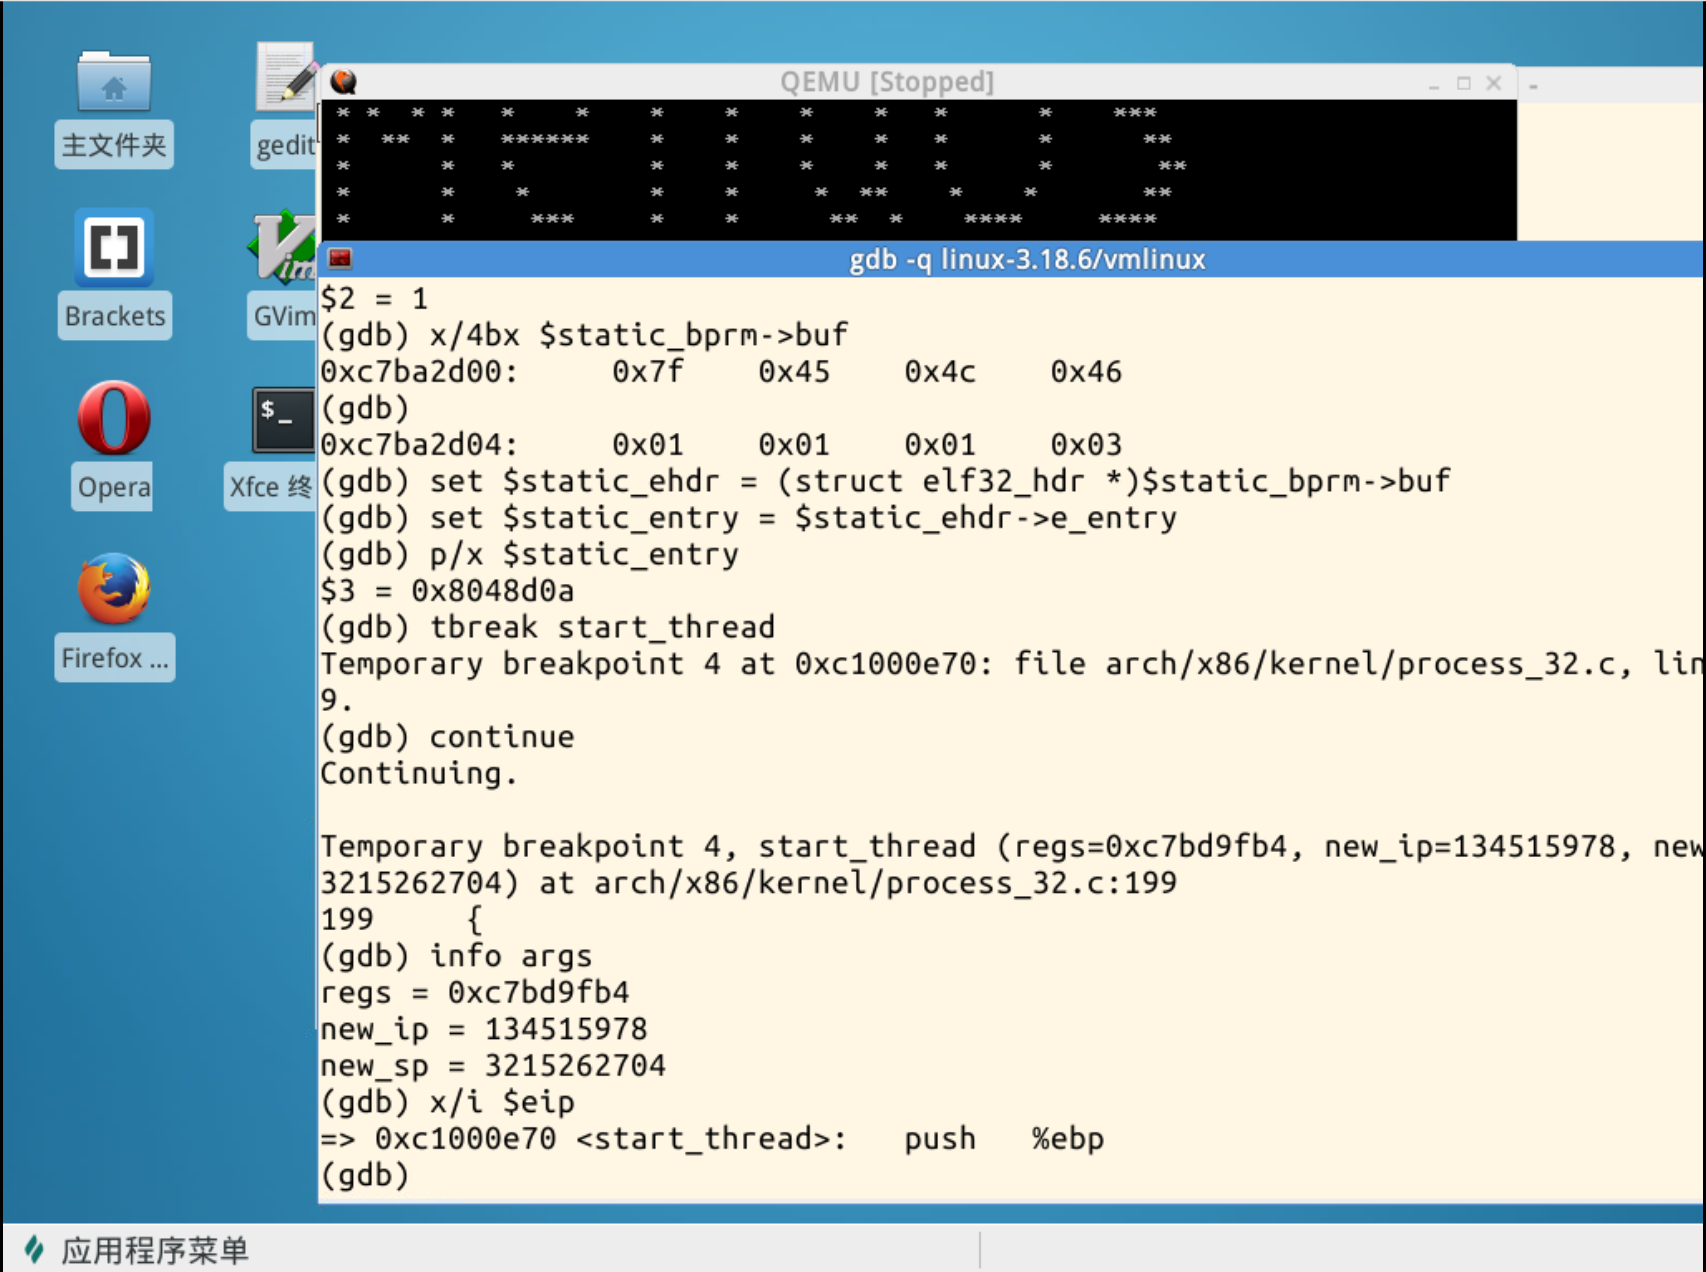 主文件夹
gedit
Brackets
GVim
Opera
Xfce 终
$_
Firefox ...
QEMU [Stopped]
gdb -q linux-3.18.6/vmlinux
$2 = 1
(gdb) x/4bx $static_bprm->buf
0xc7ba2d00: 0x7f 0x45 0x4c 0x46
(gdb)
0xc7ba2d04: 0x01 0x01 0x01 0x03
(gdb) set $static_ehdr = (struct elf32_hdr *)$static_bprm->buf
(gdb) set $static_entry = $static_ehdr->e_entry
(gdb) p/x $static_entry
$3 = 0x8048d0a
(gdb) tbreak start_thread
Temporary breakpoint 4 at 0xc1000e70: file arch/x86/kernel/process_32.c, lin
9.
(gdb) continue
Continuing.
Temporary breakpoint 4, start_thread (regs=0xc7bd9fb4, new_ip=134515978, new
3215262704) at arch/x86/kernel/process_32.c:199
199 {
(gdb) info args
regs = 0xc7bd9fb4
new_ip = 134515978
new_sp = 3215262704
(gdb) x/i $eip
=> 0xc1000e70 <start_thread>: push %ebp
(gdb)
应用程序菜单